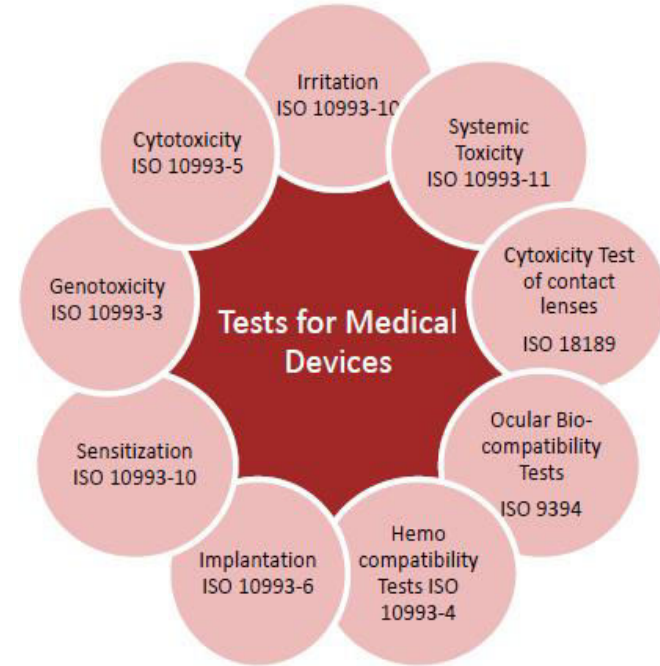 Irritation
ISO 10993-10
Systemic
Toxicity
ISO 10993-11
Cytoxicity Test
of contact
lenses
ISO 18189
Ocular Bio-
compatibility
Tests
ISO 9394
Hemo
compatibility
Tests ISO
10993-4
Implantation
ISO 10993-6
Sensitization
ISO 10993-10
Genotoxicity
ISO 10993-3
Cytotoxicity
ISO 10993-5
Tests for Medical
Devices